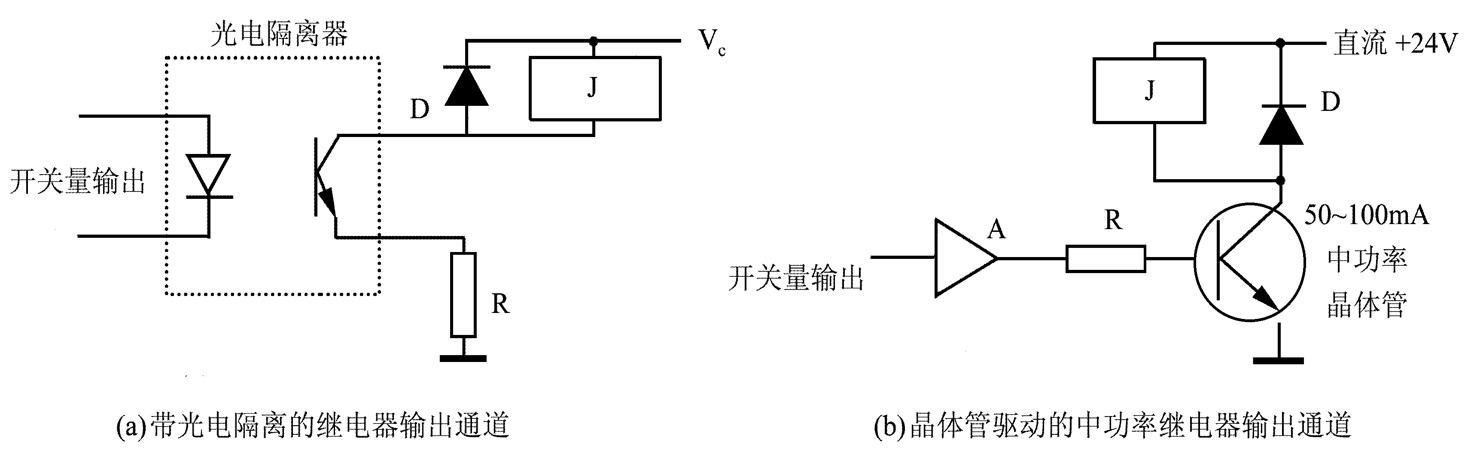 光电隔离器
Vc
J
D
开关量输出
R
(a)带光电隔离的继电器输出通道
直流 +24V
J
D
50~100mA
中功率
晶体管
A
R
开关量输出
(b)晶体管驱动的中功率继电器输出通道